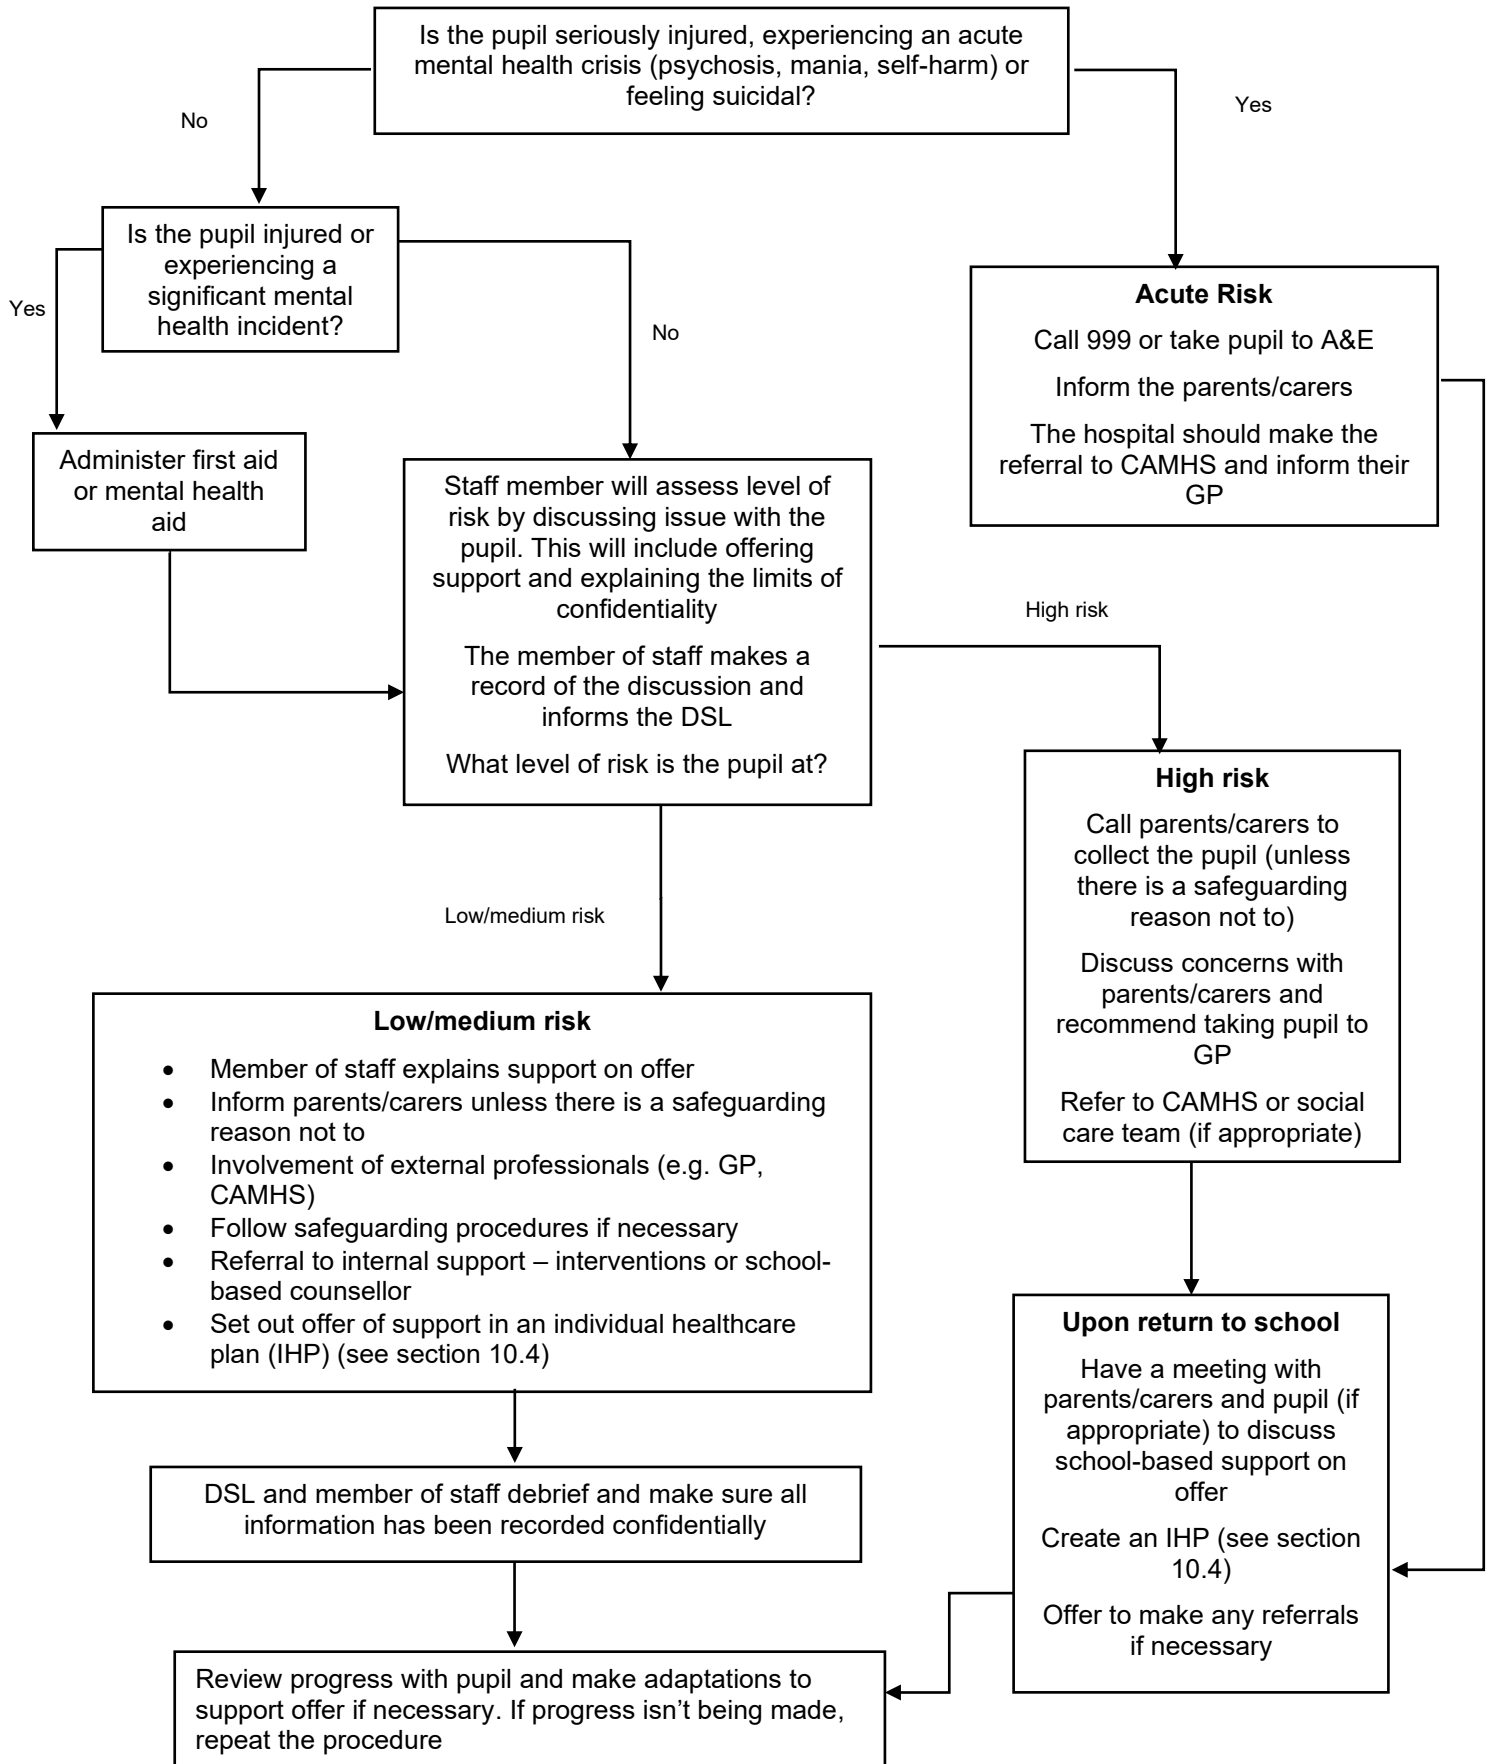 Is the pupil seriously injured, experiencing an acute
mental health crisis (psychosis, mania, self-harm) or
feeling suicidal?
No
Yes
Is the pupil injured or
experiencing a
significant mental
health incident?
Yes
No
Acute Risk
Call 999 or take pupil to A&E
Inform the parents/carers
The hospital should make the
referral to CAMHS and inform their
GP
Administer first aid
or mental health
aid
Staff member will assess level of
risk by discussing issue with the
pupil. This will include offering
support and explaining the limits of
confidentiality
The member of staff makes a
record of the discussion and
informs the DSL
What level of risk is the pupil at?
High risk
High risk
Call parents/carers to
collect the pupil (unless
there is a safeguarding
reason not to)
Discuss concerns with
parents/carers and
recommend taking pupil to
GP
Refer to CAMHS or social
care team (if appropriate)
Low/medium risk
Low/medium risk
• Member of staff explains support on offer
• Inform parents/carers unless there is a safeguarding
reason not to
• Involvement of external professionals (e.g. GP,
CAMHS)
• Follow safeguarding procedures if necessary
• Referral to internal support – interventions or school-
based counsellor
• Set out offer of support in an individual healthcare
plan (IHP) (see section 10.4)
Upon return to school
Have a meeting with
parents/carers and pupil (if
appropriate) to discuss
school-based support on
offer
Create an IHP (see section
10.4)
Offer to make any referrals
if necessary
DSL and member of staff debrief and make sure all
information has been recorded confidentially
Review progress with pupil and make adaptations to
support offer if necessary. If progress isn’t being made,
repeat the procedure